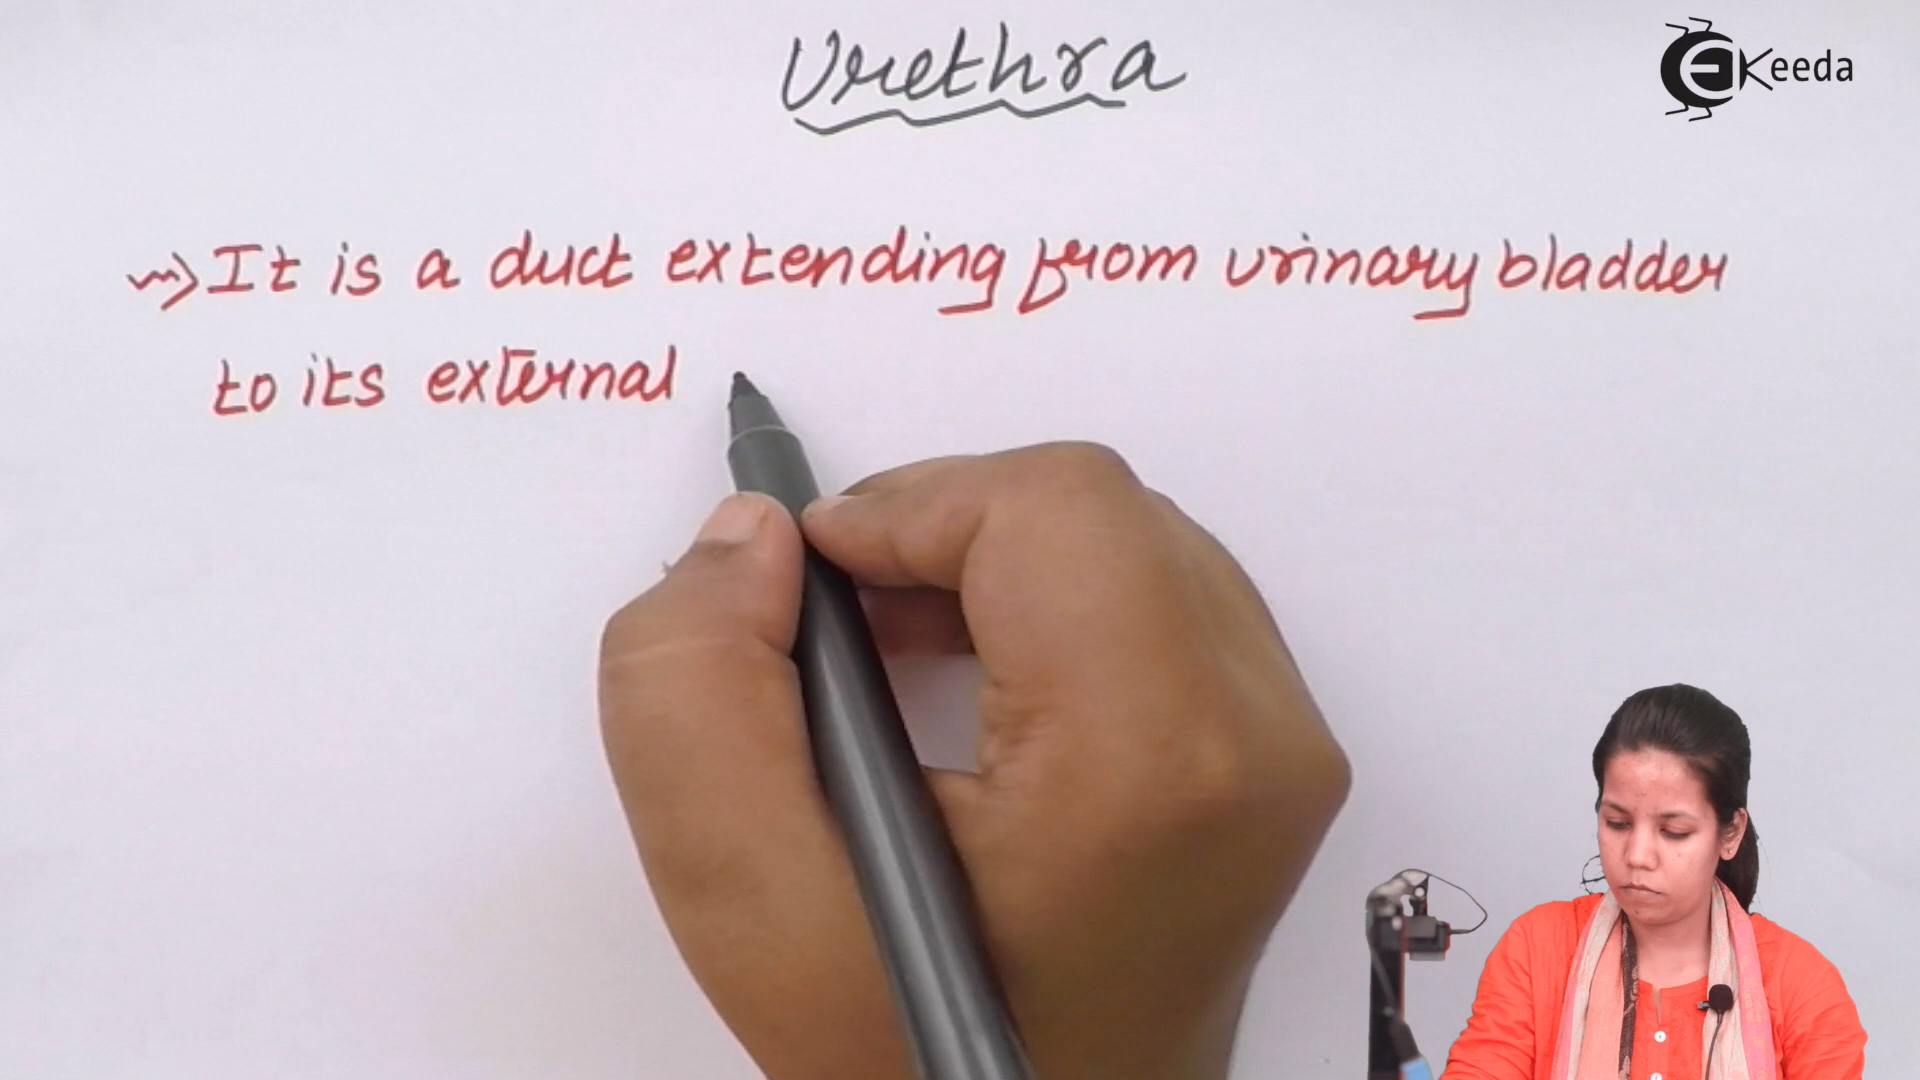 Urethra
EKeeda
It is a duct extending from urinary bladder
to its external